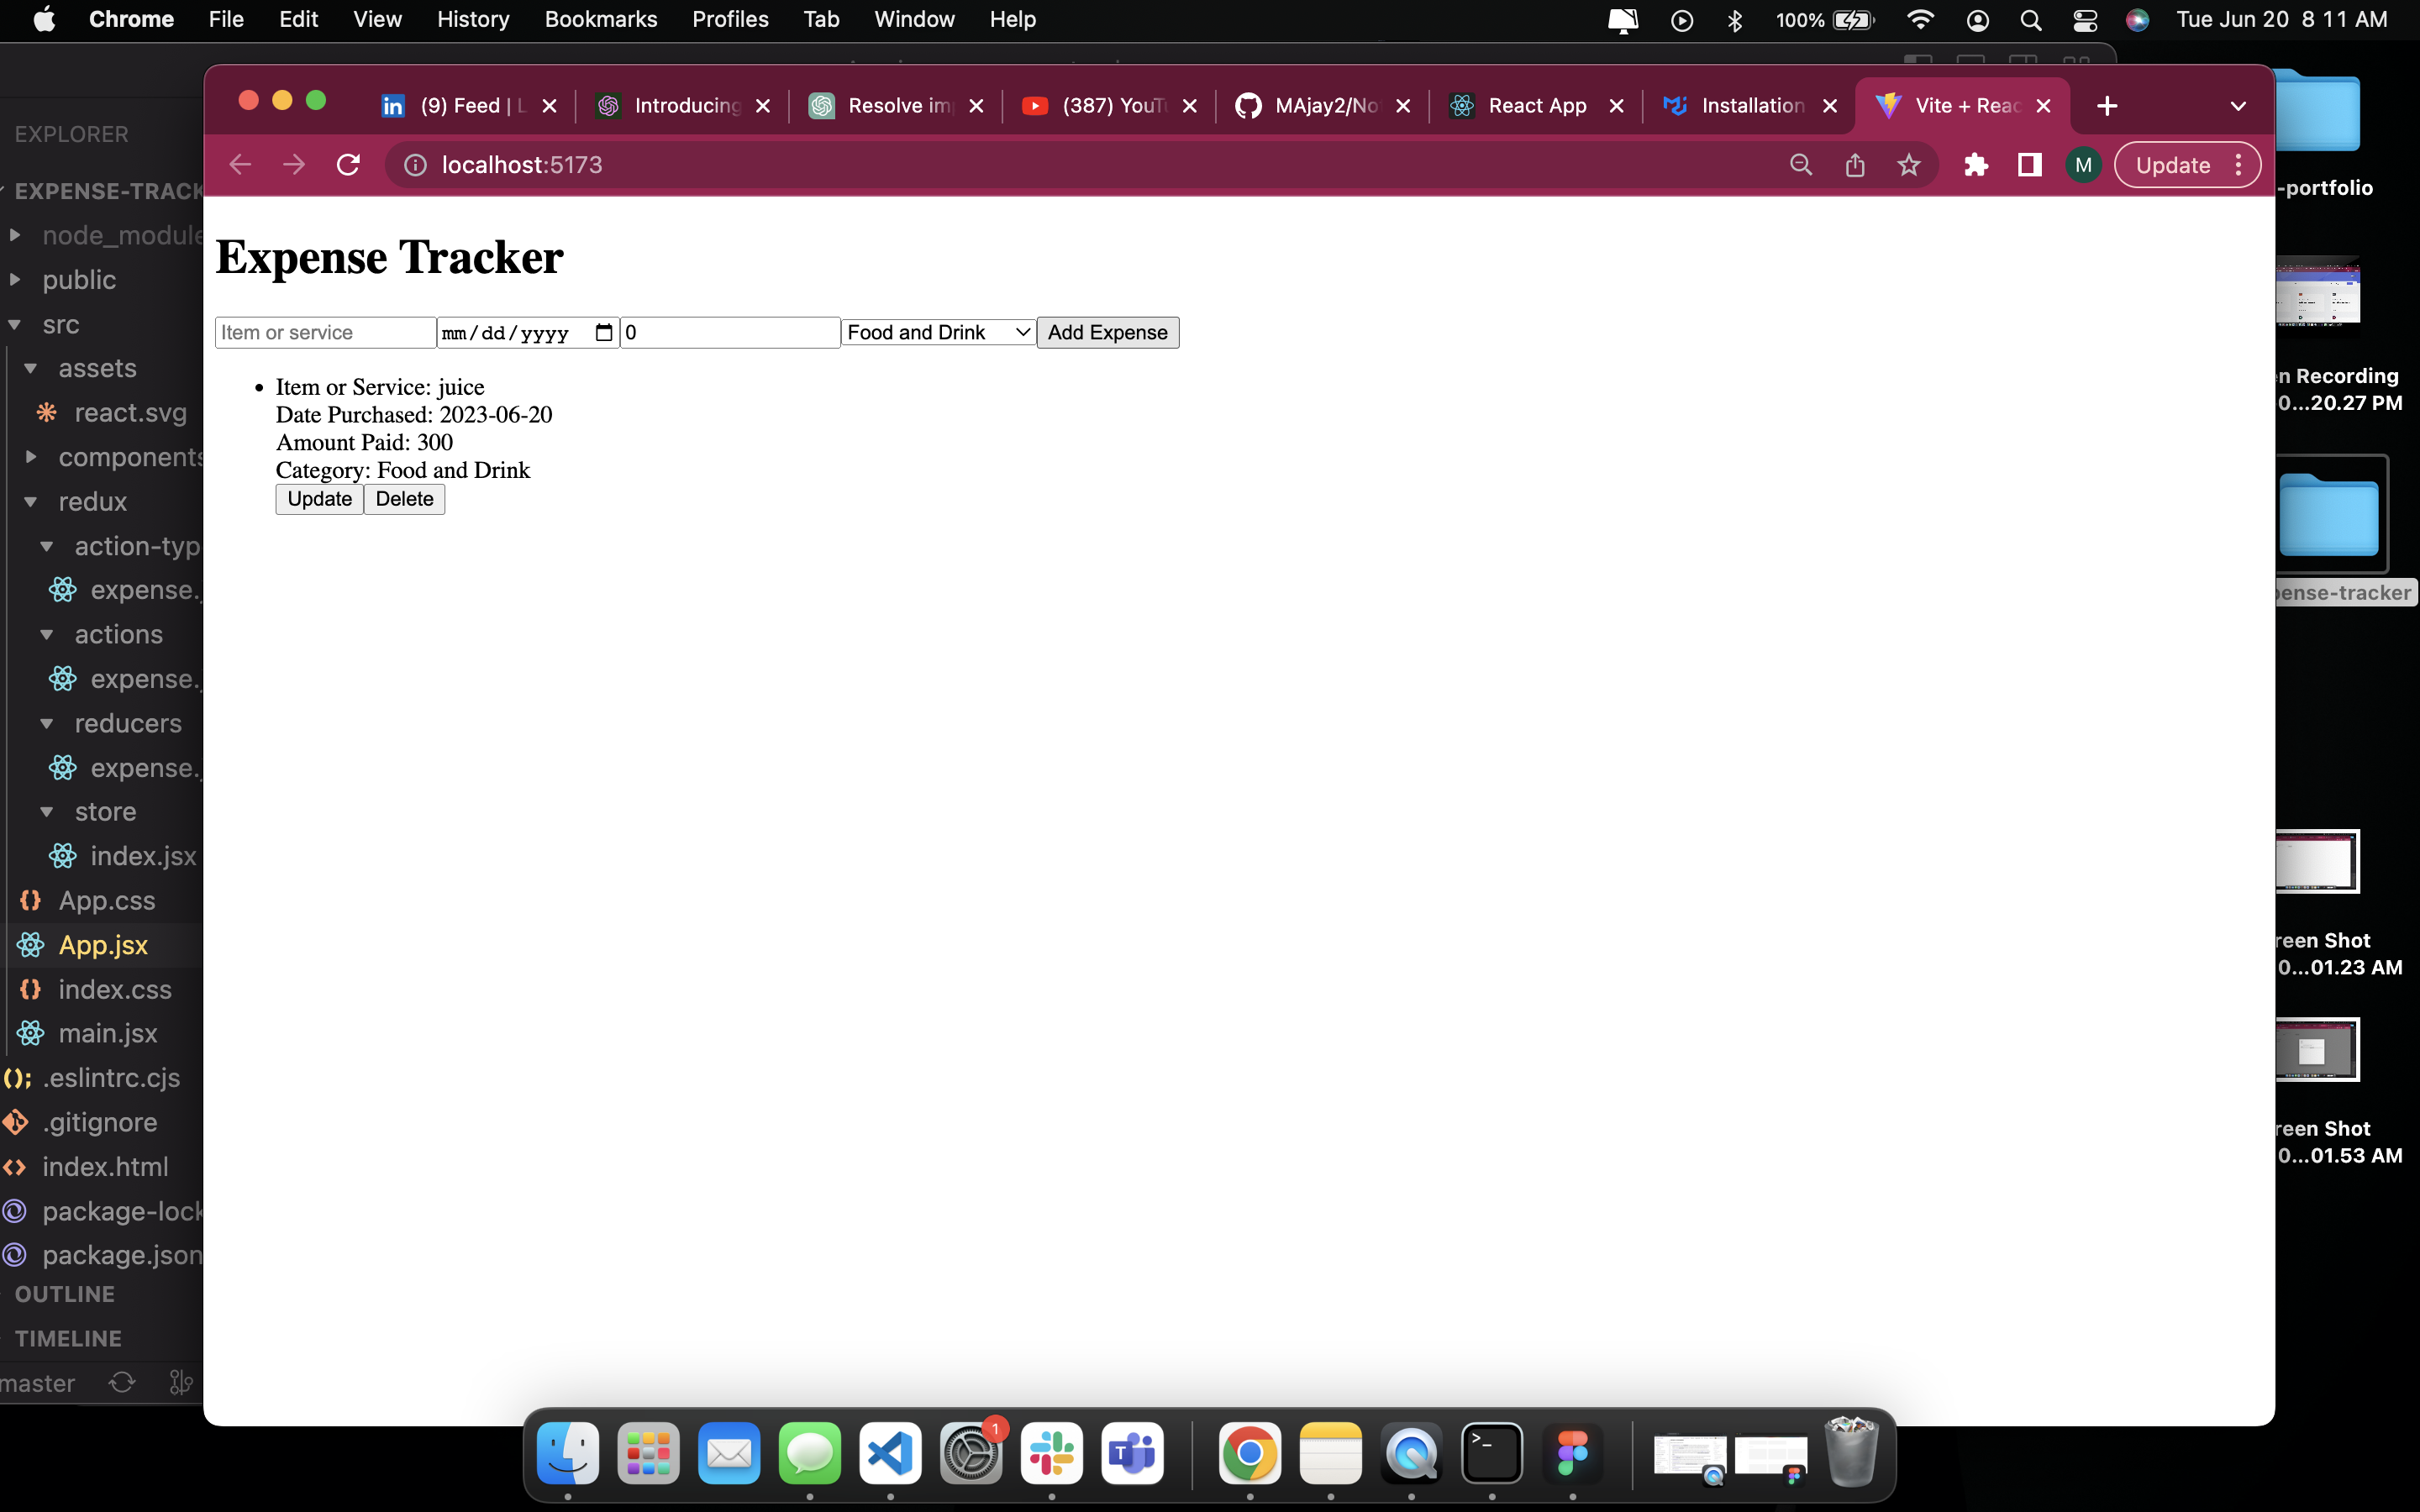 Chrome File Edit View History Bookmarks Profiles Tab Window Help 100% Tue Jun 20 8 11 AM
(9) Feed | L Introducing Resolve im (387) YouTu MAjay2/No React App Installation Vite + Reac
localhost:5173 M Update
EXPLORER
EXPENSE-TRACK
node_module
public
src
assets
react.svg
components
redux
action-typ
expense.
actions
expense.
reducers
expense.
store
index.jsx
App.css
App.jsx
index.css
main.jsx
.eslintrc.cjs
.gitignore
index.html
package-lock
package.json
OUTLINE
TIMELINE
master
Expense Tracker
Item or service mm/dd/yyyy 0 Food and Drink Add Expense
Item or Service: juice
Date Purchased: 2023-06-20
Amount Paid: 300
Category: Food and Drink
Update Delete
-portfolio
n Recording
0...20.27 PM
pense-tracker
reen Shot
0...01.23 AM
reen Shot
0...01.53 AM
1